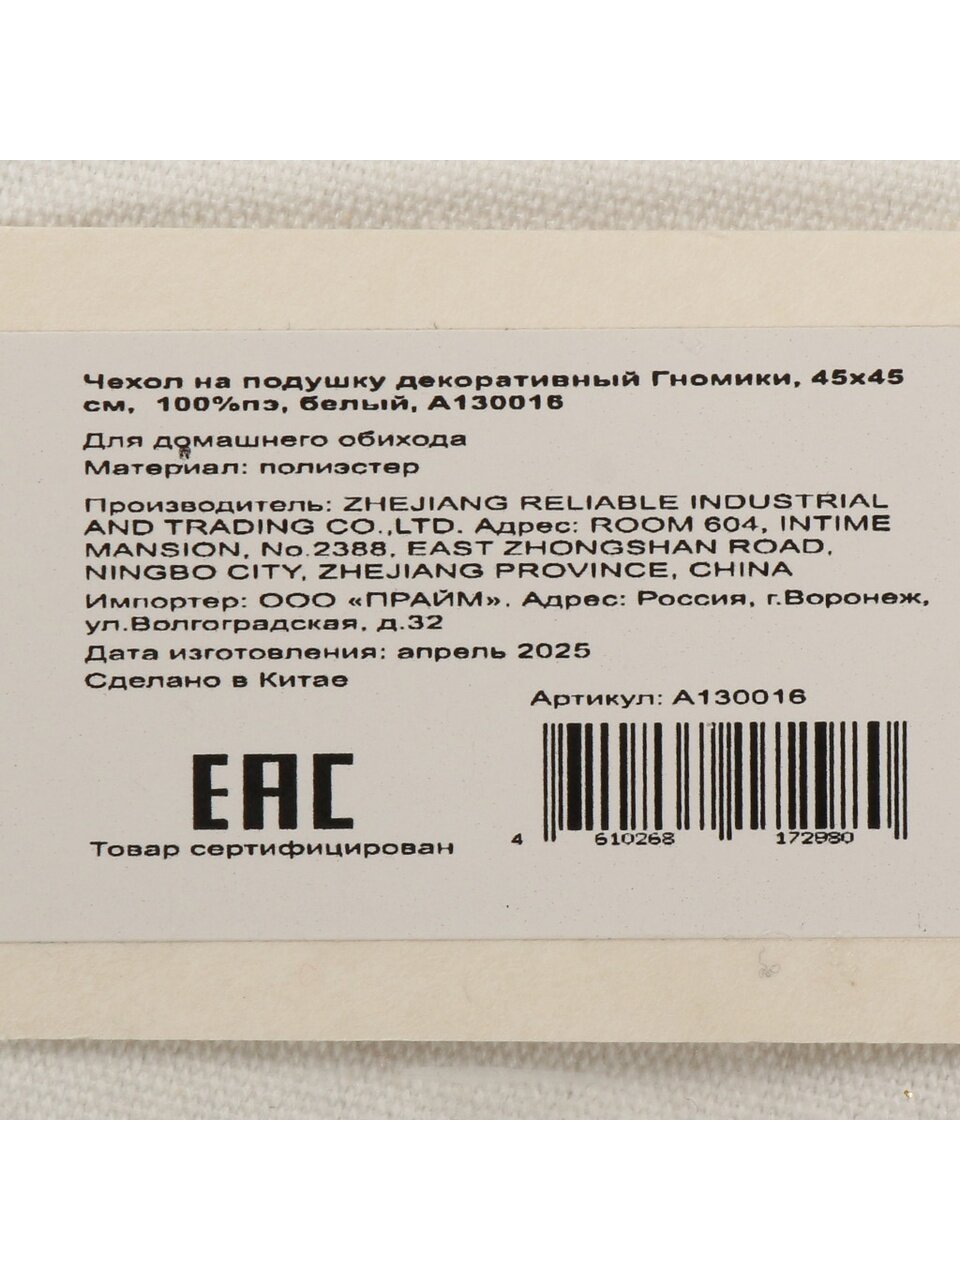 Чехол на подушку декоративный Гномики, 45х45
см, 100%пэ, белый, А130016
Для домашнего обихода
Материал: полиэстер
Производитель: ZHEJIANG RELIABLE INDUSTRIAL
AND TRADING CO.,LTD. Адрес: ROOM 604, INTIME
MANSION, No.2388, EAST ZHONGSHAN ROAD,
NINGBO CITY, ZHEJIANG PROVINCE, CHINA
Импортер: ООО «ПРАЙМ». Адрес: Россия, г.Воронеж,
ул.Волгоградская, д.32
Дата изготовления: апрель 2025
Сделано в Китае
Артикул: А130016
EAC
Товар сертифицирован
4 610268 172980